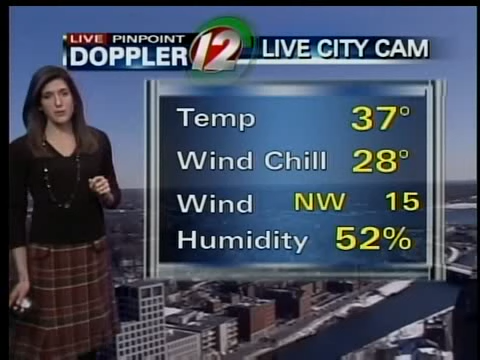 LIVE PINPOINT
DOPPLER 12 LIVE CITY CAM
Temp 37°
Wind Chill 28°
Wind NW 15
Humidity 52%